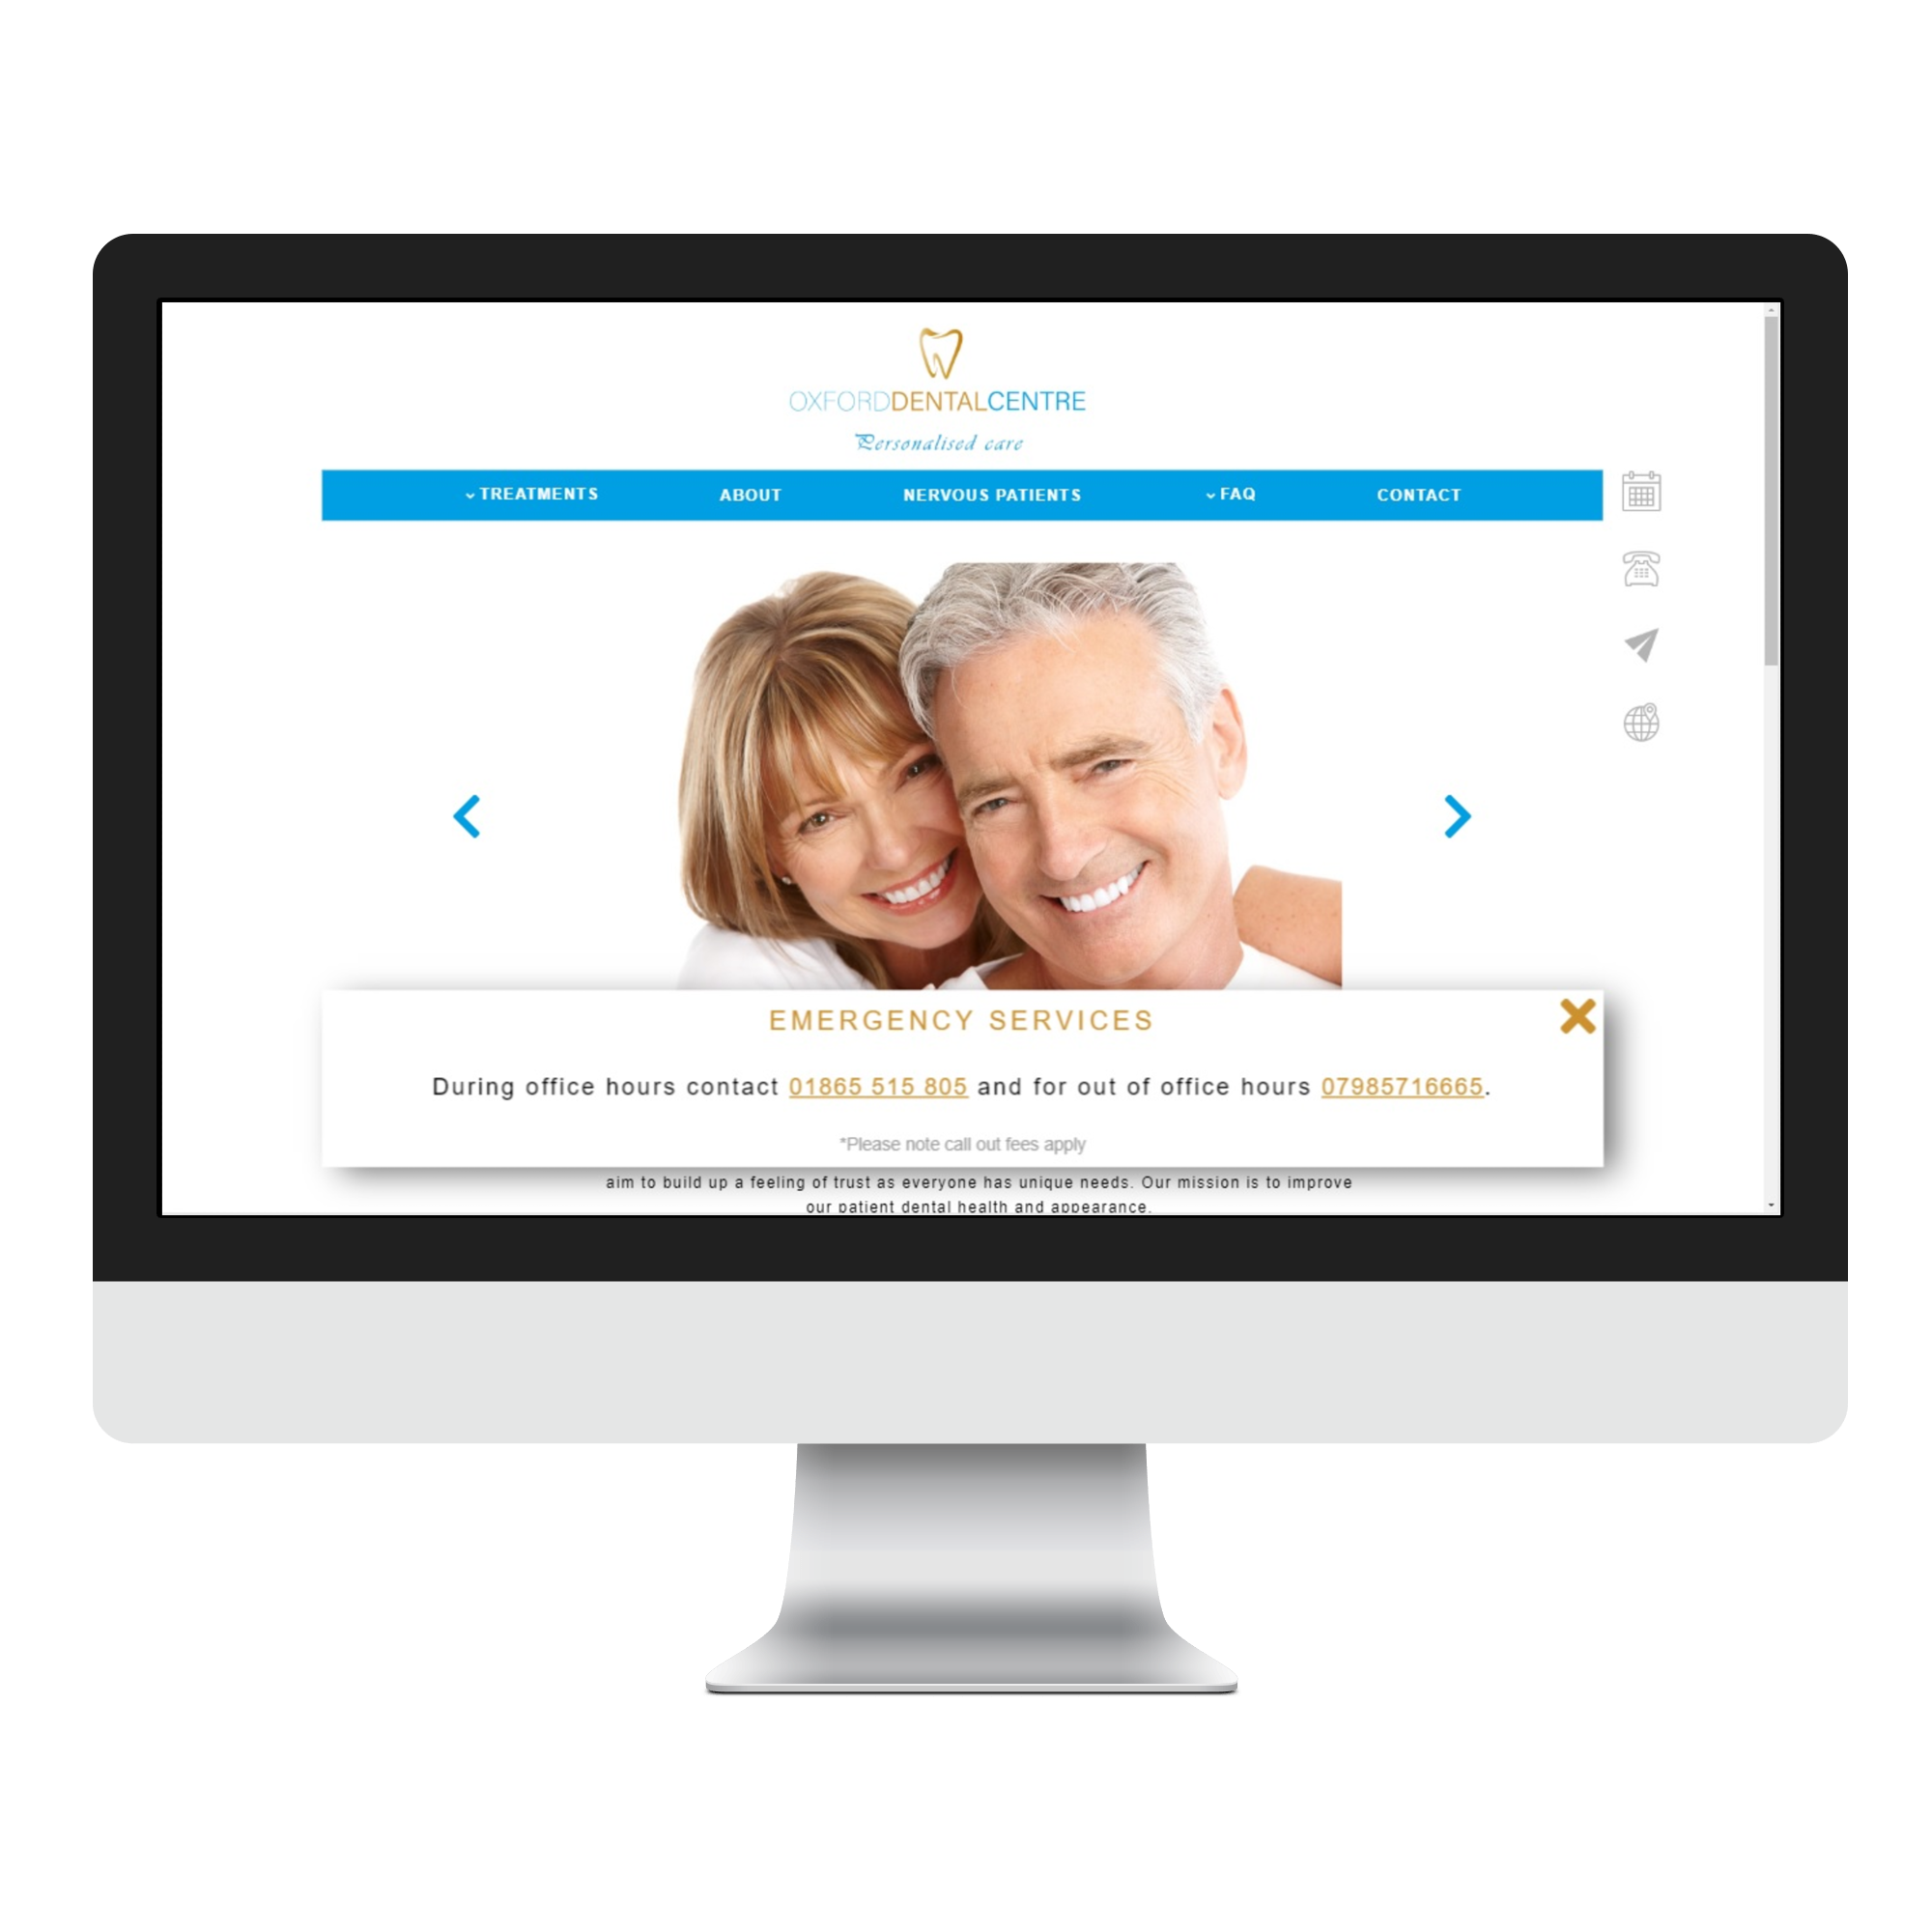 OXFORDDENTALCENTRE
Personalised care
TREATMENTS ABOUT NERVOUS PATIENTS FAQ CONTACT
EMERGENCY SERVICES
During office hours contact 01865 515 805 and for out of office hours 07985716665.
*Please note call out fees apply
aim to build up a feeling of trust as everyone has unique needs. Our mission is to improve
our patient dental health and appearance.